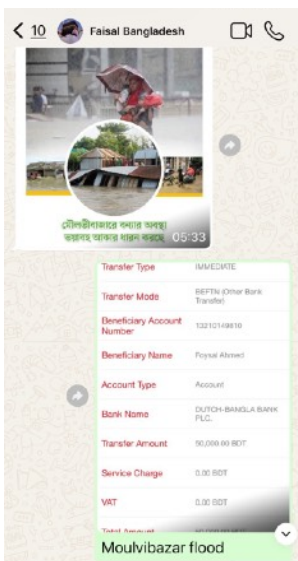 10
Faisal Bangladesh
মৌলভীবাজারে বন্যার অবস্থা
ভয়াবহ আকার ধারন করছে
05:33
Transfer Type IMMEDIATE
Transfer Mode BEFTN (Other Bank
Transfer)
Beneficiary Account
Number
Beneficiary Name Foysal Ahmed
Account Type Account
Bank Name DUTCH-BANGLA BANK
PLC.
Transfer Amount 50,000.00 BDT
Service Charge 0.00 BDT
VAT 0.00 BDT
Total Amount
Moulvibazar flood